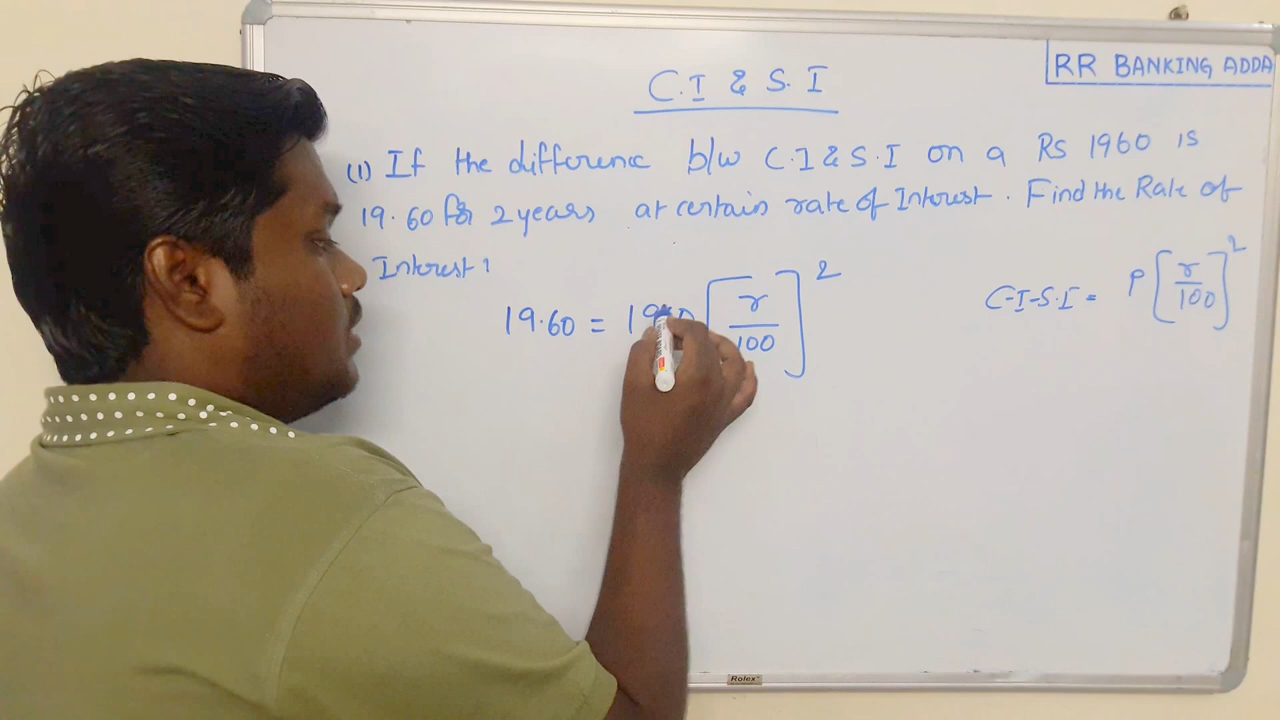 RR BANKING ADDA
C.I & S.I
(1) If the differenc b/w C.I & S.I on a Rs 1960 is
19.60 for 2 years at certain rate of Interest. Find the Rate of
Interest?
C-I-S.I = P[r/100]²
19.60 = 1960[r/100]²
Rolex